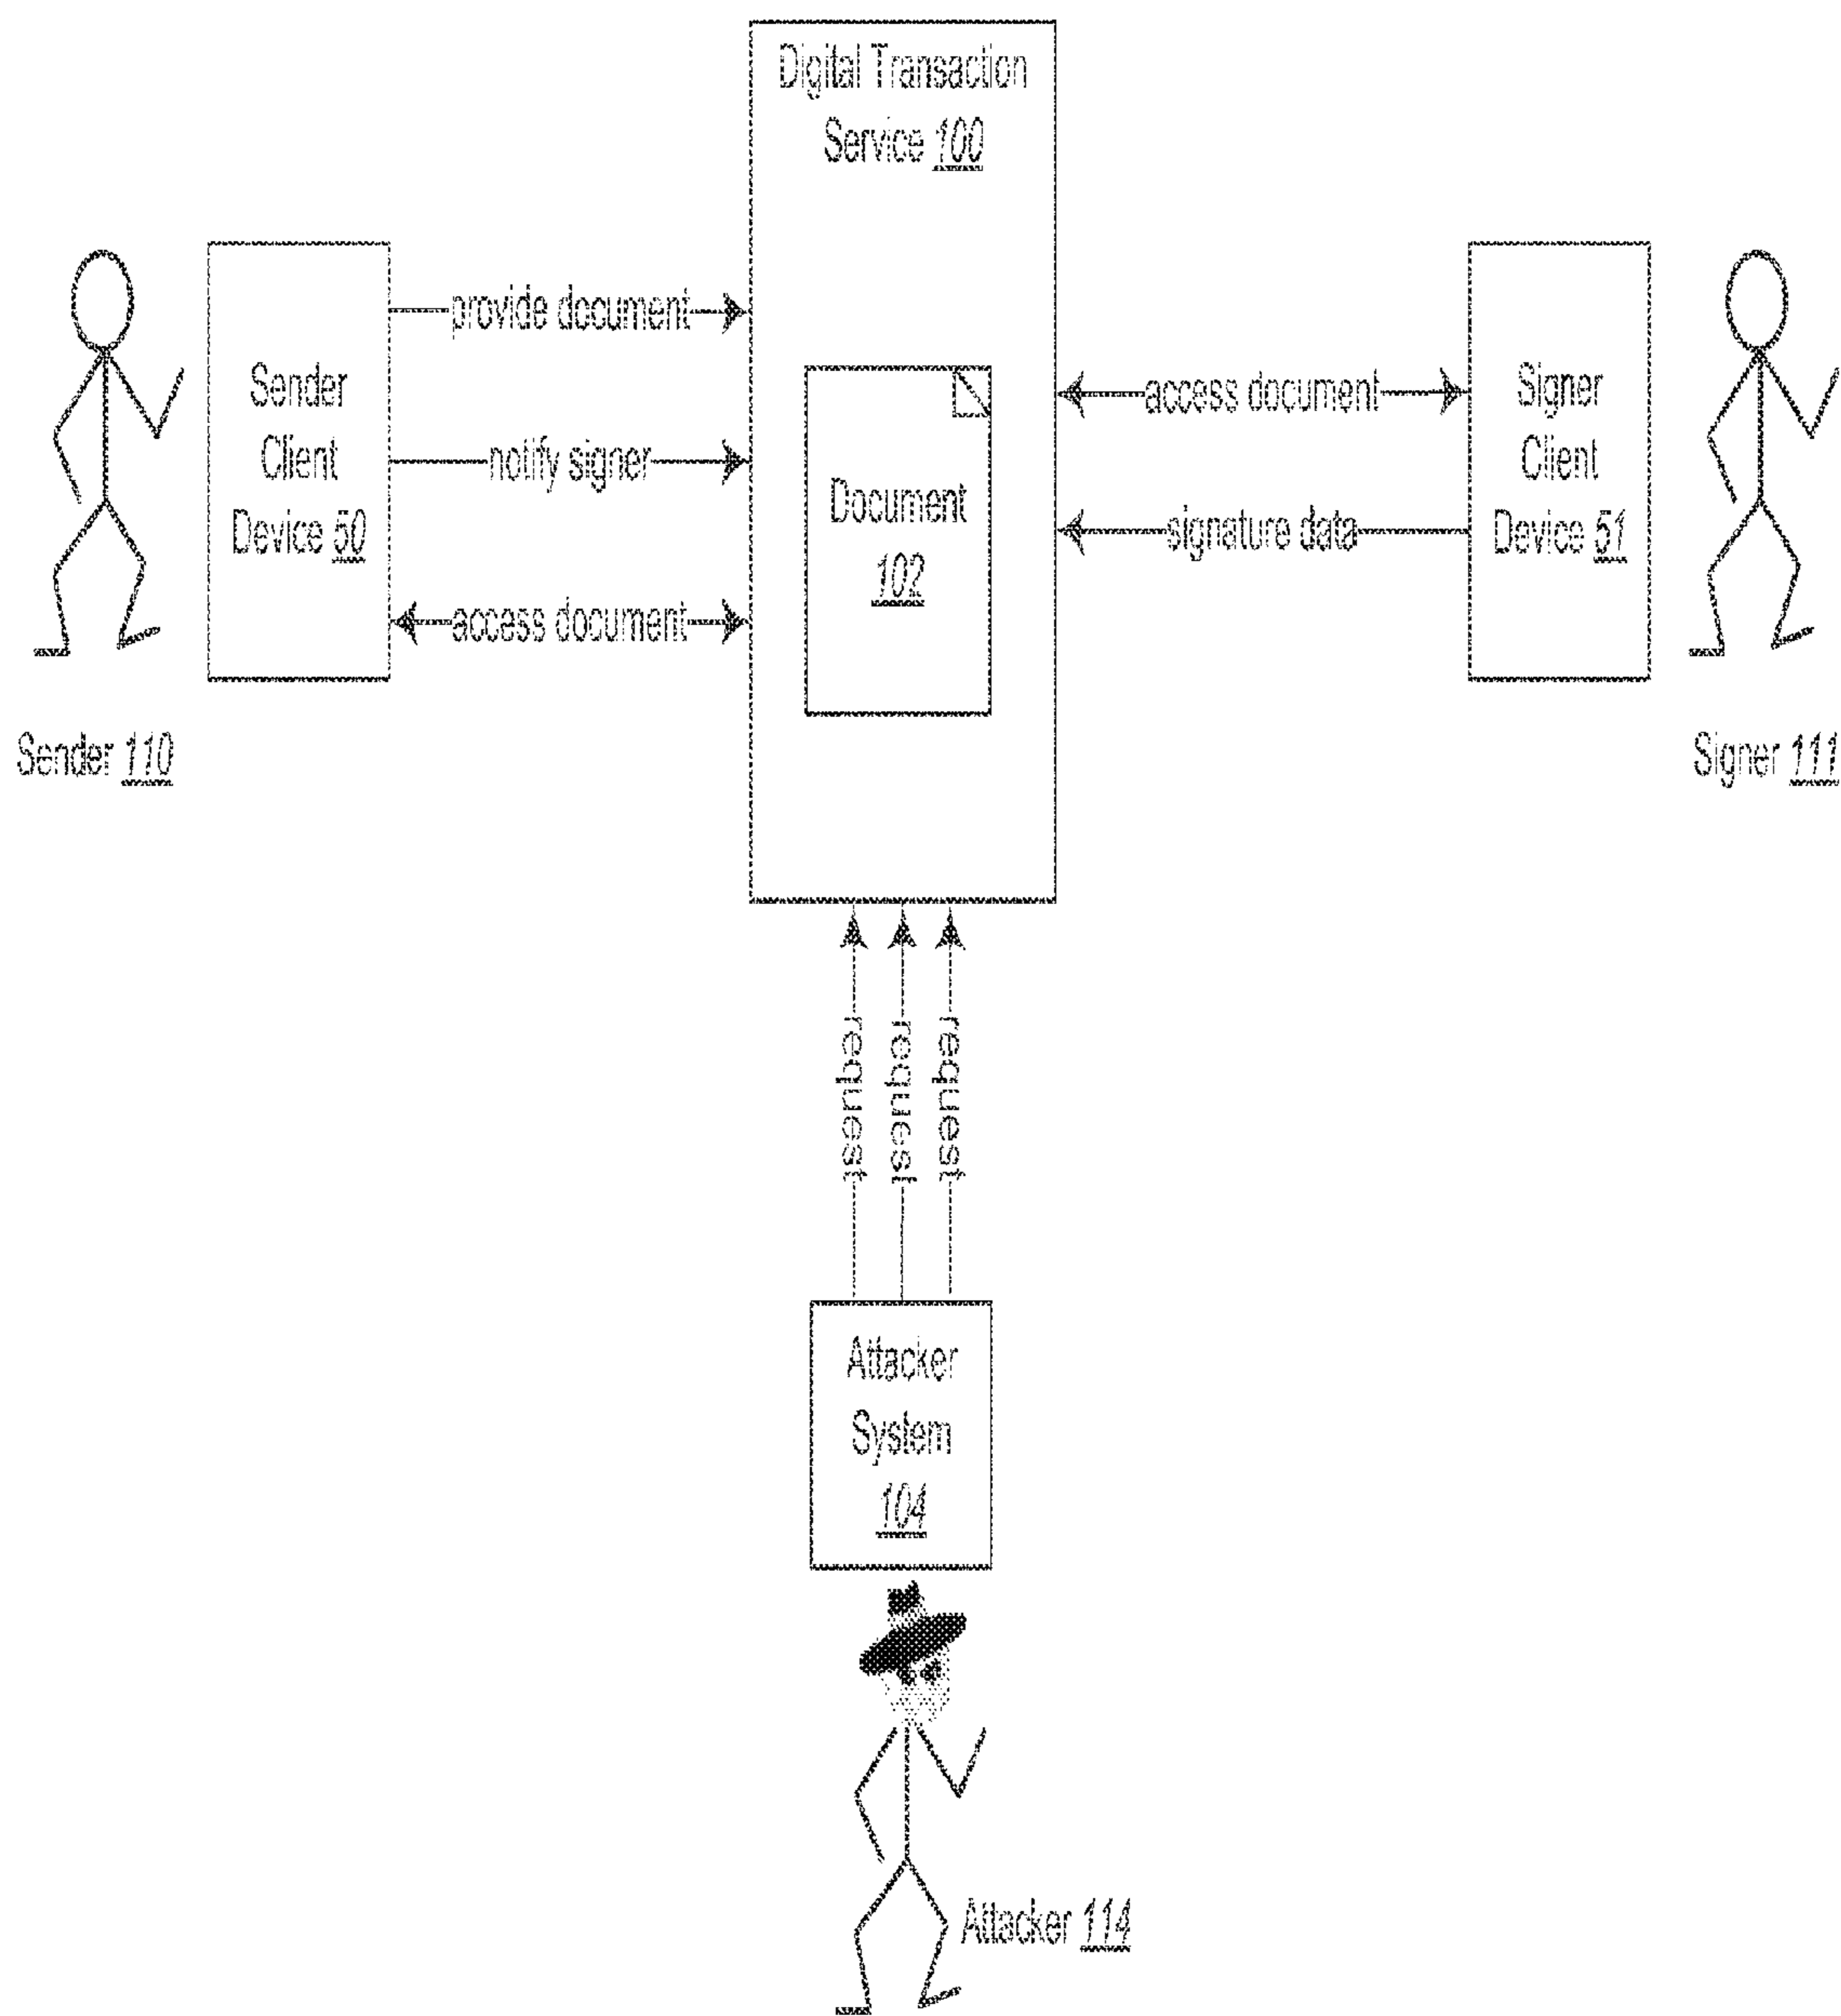 Digital Transaction
Service 100
provide document
Sender
Client
Device 50
notify signer
access document
Document
102
access document
signature data
Signer
Client
Device 51
Sender 110
Signer 111
request
request
request
Attacker
System
104
Attacker 114